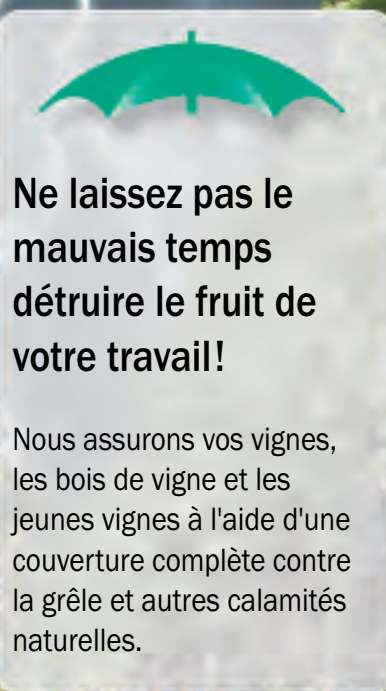 Ne laissez pas le
mauvais temps
détruire le fruit de
votre travail!
Nous assurons vos vignes,
les bois de vigne et les
jeunes vignes à l'aide d'une
couverture complète contre
la grêle et autres calamités
naturelles.